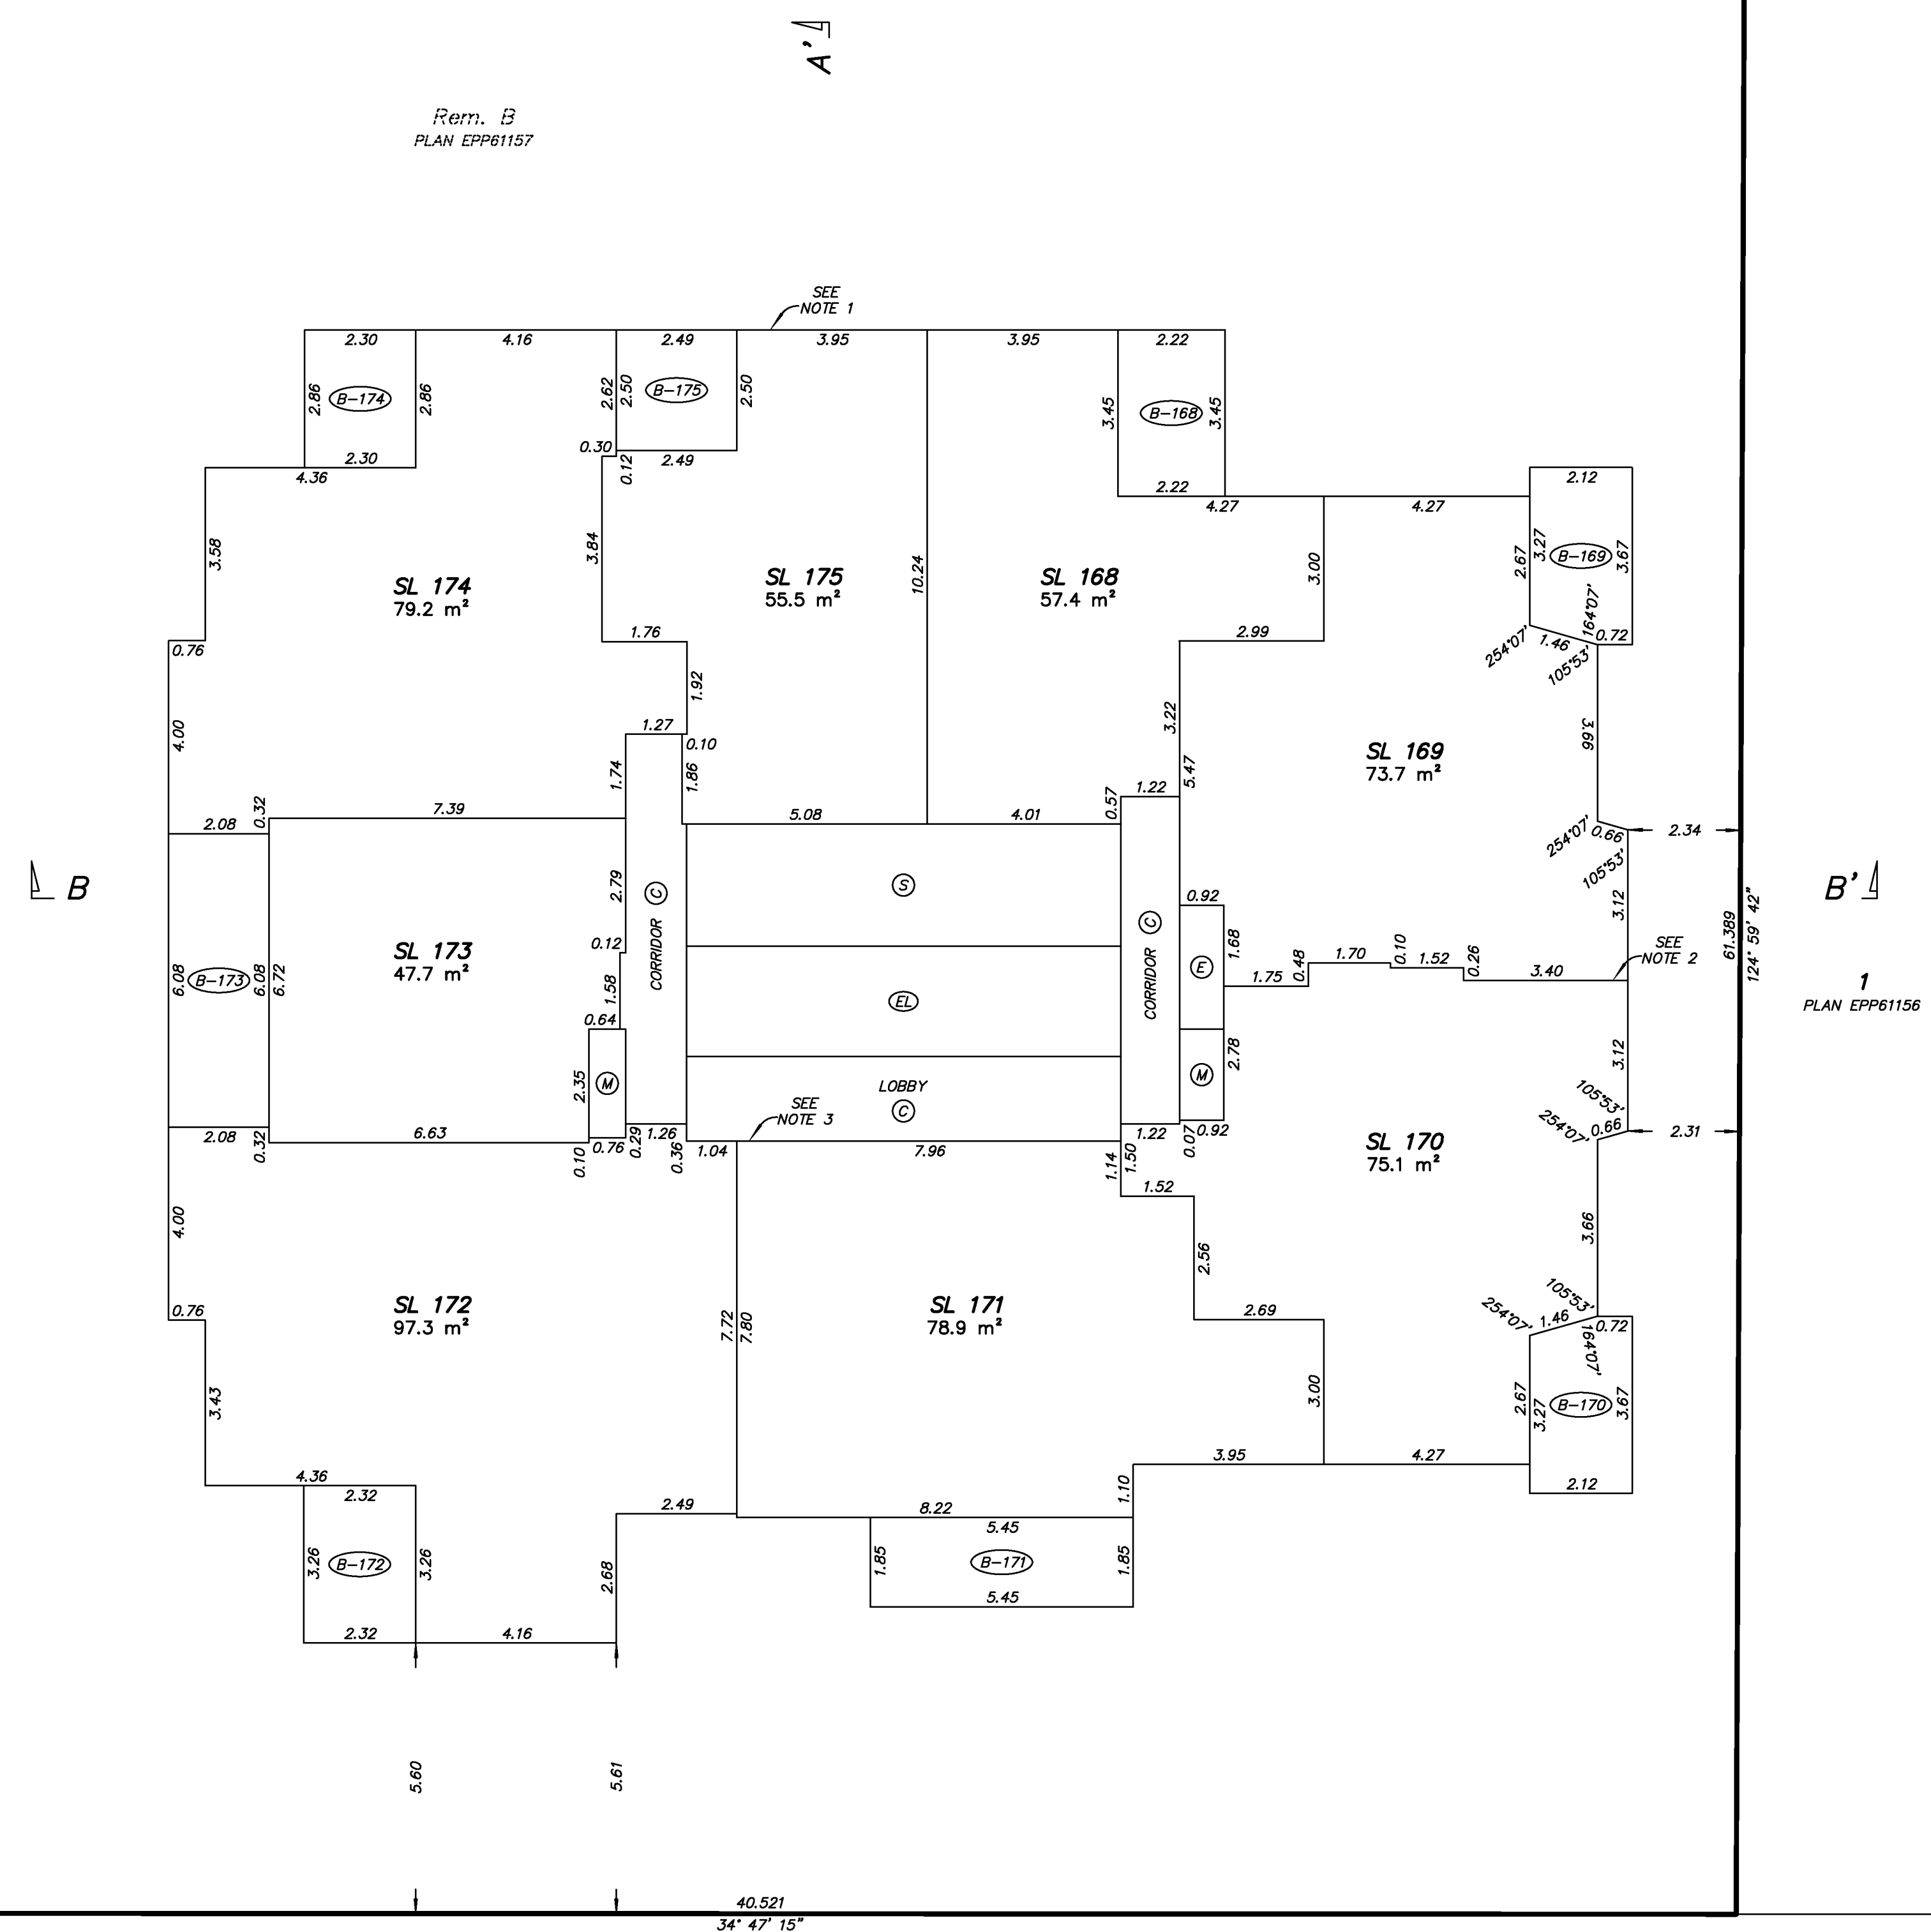 A'
Rem. B
PLAN EPP61157
SEE
NOTE 1
2.30
4.16
2.49
3.95
3.95
2.22
2.86
B-174
2.86
2.62
2.50
B-175
2.50
3.45
B-168
3.45
0.30
0.12
2.49
2.30
4.36
2.22
4.27
4.27
2.12
3.58
3.84
10.24
3.00
2.67
3.27
B-169
3.67
SL 174
79.2 m²
SL 175
55.5 m²
SL 168
57.4 m²
164°07'
0.72
1.46
254°07'
105°53'
1.76
2.99
0.76
1.92
3.22
3.66
4.00
1.27
0.10
1.74
1.86
5.47
SL 169
73.7 m²
0.57
1.22
2.08
0.32
7.39
5.08
4.01
254°07'
0.66
105°53'
2.34
B
2.79
C
CORRIDOR
S
C
CORRIDOR
0.92
3.12
61.389
124° 59' 42"
B'
SL 173
47.7 m²
0.12
1.68
0.48
1.70
0.10
1.52
0.26
SEE
NOTE 2
6.08
B-173
6.08
6.72
1.58
E
1.75
3.40
1
PLAN EPP61156
EL
0.64
2.35
M
LOBBY
C
M
2.78
3.12
SEE
NOTE 3
105°53'
254°07'
0.66
2.31
2.08
0.32
6.63
0.10
0.76
0.29
1.26
0.36
1.04
7.96
1.14
1.50
1.22
0.07
0.92
SL 170
75.1 m²
1.52
4.00
2.56
3.66
0.76
SL 172
97.3 m²
7.72
7.80
SL 171
78.9 m²
2.69
105°53'
254°07'
1.46
0.72
164°07'
3.43
3.00
2.67
3.27
B-170
3.67
4.36
2.32
3.95
4.27
2.12
2.49
8.22
1.10
5.45
3.26
B-172
3.26
2.68
1.85
B-171
1.85
5.45
2.32
4.16
5.60
5.61
40.521
34° 47' 15"